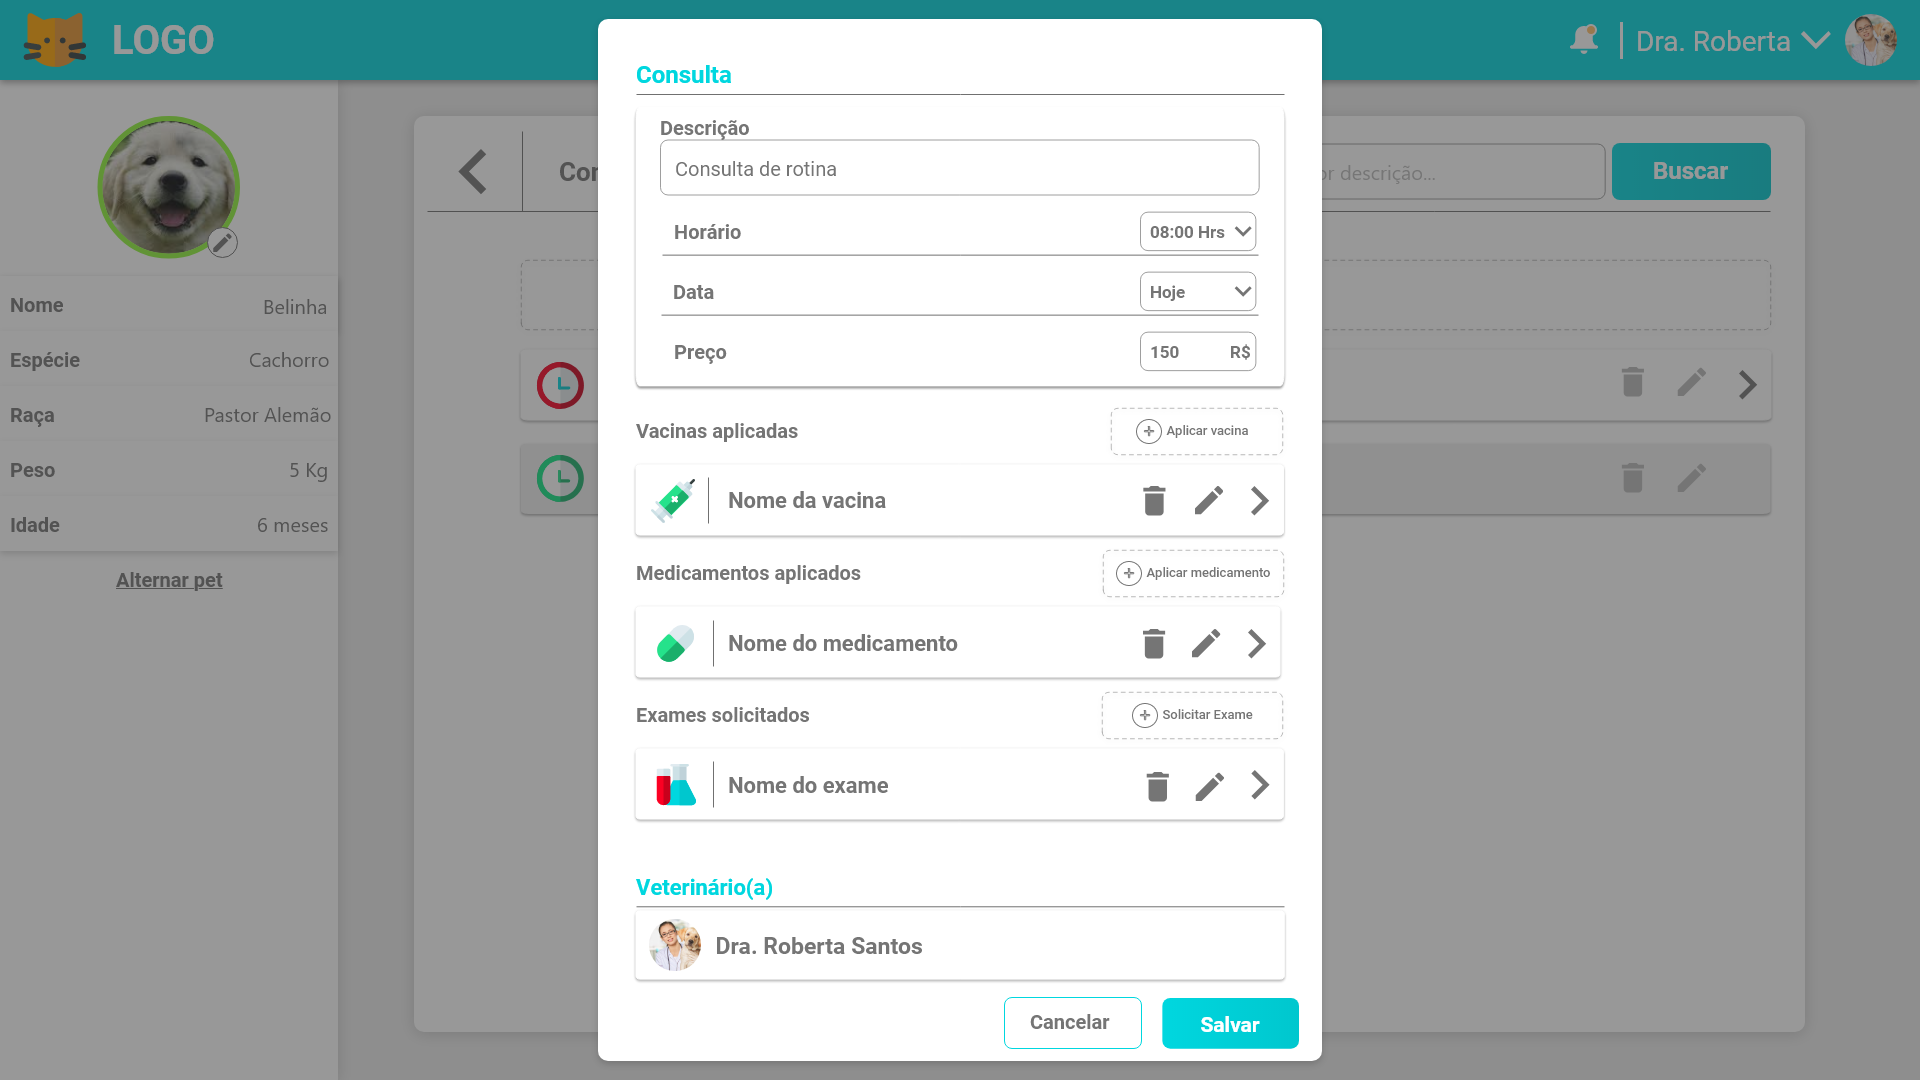 LOGO
Dra. Roberta
Nome
Belinha
Espécie
Cachorro
Raça
Pastor Alemão
Peso
5 Kg
Idade
6 meses
Alternar pet
descrição...
Buscar
Consulta
Descrição
Consulta de rotina
Horário
08:00 Hrs
Data
Hoje
Preço
150 R$
Vacinas aplicadas
Aplicar vacina
Nome da vacina
Medicamentos aplicados
Aplicar medicamento
Nome do medicamento
Exames solicitados
Solicitar Exame
Nome do exame
Veterinário(a)
Dra. Roberta Santos
Cancelar
Salvar